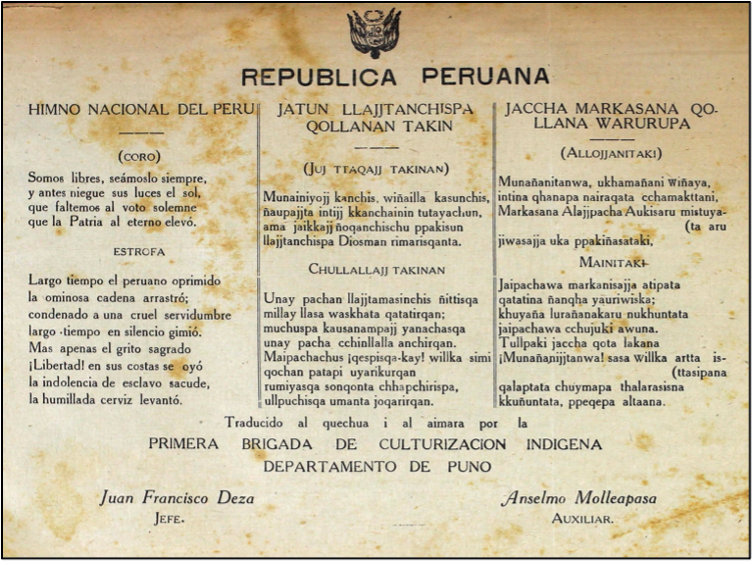 REPUBLICA PERUANA
HIMNO NACIONAL DEL PERU
(CORO)
Somos libres, seámoslo siempre,
y antes niegue sus luces el sol,
que faltemos al voto solemne
que la Patria al eterno elevó.
ESTROFA
Largo tiempo el peruano oprimido
la ominosa cadena arrastró;
condenado a una cruel servidumbre
largo tiempo en silencio gimió.
Mas apenas el grito sagrado
¡Libertad! en sus costas se oyó
la indolencia de esclavo sacude,
la humillada cerviz levantó.
JATUN LLAJJTANCHISPA
QOLLANAN TAKIN
(JUJ TTAQAJJ TAKINAN)
Munainiyojj kanchis, wiñailla kasunchis,
ñaupajjta intijj kkanchainin tutayachun,
ama jaikkajj ñoqanchischu ppakisun
llajjtanchispa Diosman rimarisqanta.
CHULLALLAJJ TAKINAN
Unay pachan llajjtamasinchis ñittisqa
millay llasa waskhata qatatirqan;
muchuspa kausanampajj yanachasqa
unay pacha cchinllalla anchirqan.
Maipachachus ¡qespisqa-kay! willka simi
qochan patapi uyarikurqan
rumiyasqa sonqonta chhapchirispa,
ullpuchisqa umanta joqarirqan.
JACCHA MARKASANA QO-
LLANA WARURUPA
(ALLOJJANITAKI)
Munañanitanwa, ukhamañani wiñaya,
intina qhanapa nairaqata cchamakttani,
Markasana Alajjpacha Aukisaru mistuya-
(ta aru
jiwasajja uka ppakiñasataki,
MAINITAKI
Jaipachawa markanisajja atipata
qatatina ñanqha yauriwiska;
khuyaña lurañanakaru nukhuntata
jaipachawa cchujuki awuna.
Tullpaki jaccha qota lakana
¡Munañanijjtanwa! sasa willka artta is-
(ttasipana
qalaptata chuymapa thalarasisna
kkuñuntata, ppeqepa altaana.
Traducido al quechua i al aimara por la
PRIMERA BRIGADA DE CULTURIZACION INDIGENA
DEPARTAMENTO DE PUNO
Juan Francisco Deza
JEFE.
Anselmo Molleapasa
AUXILIAR.